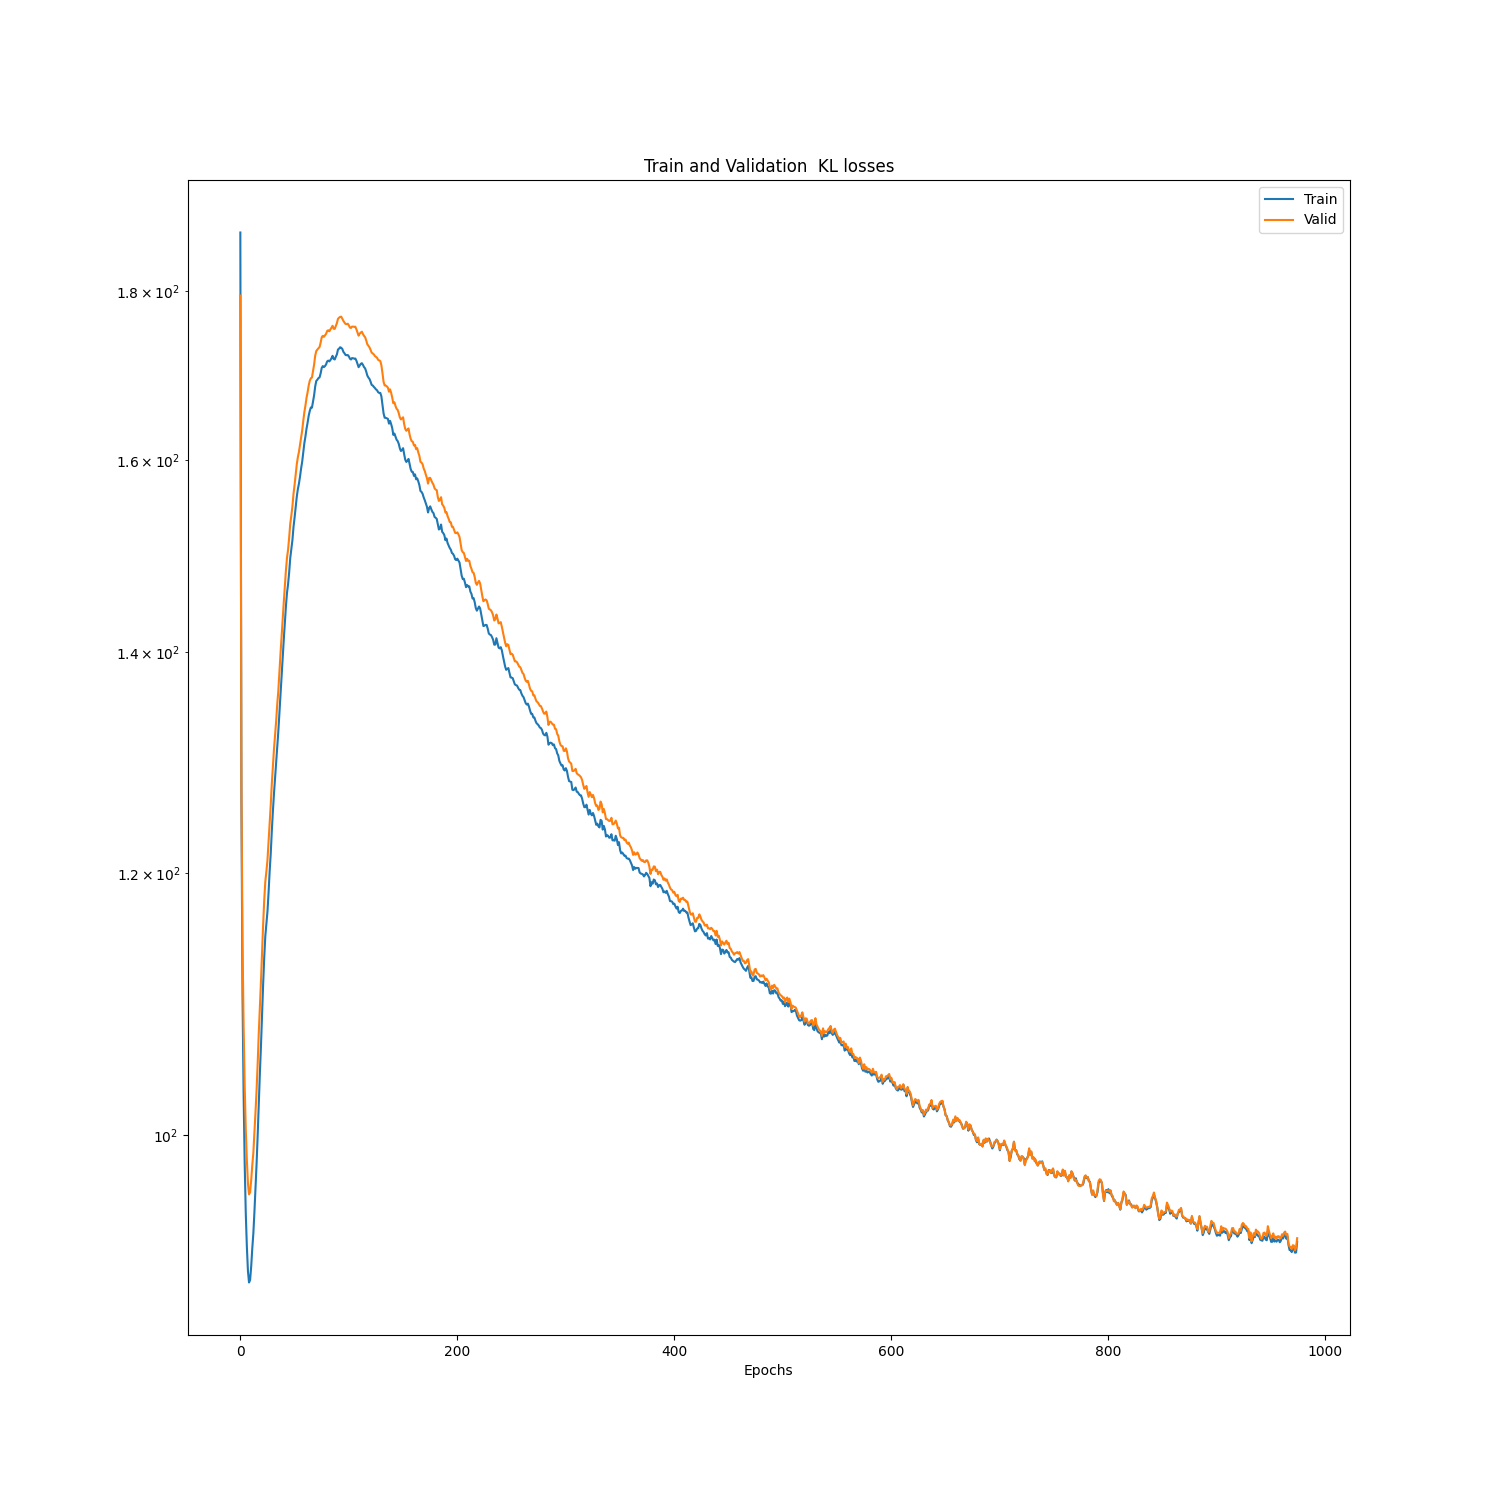 Train and Validation  KL losses
Train
Valid
1.8 × 10²
1.6 × 10²
1.4 × 10²
1.2 × 10²
10²
0 200 400 600 800 1000
Epochs